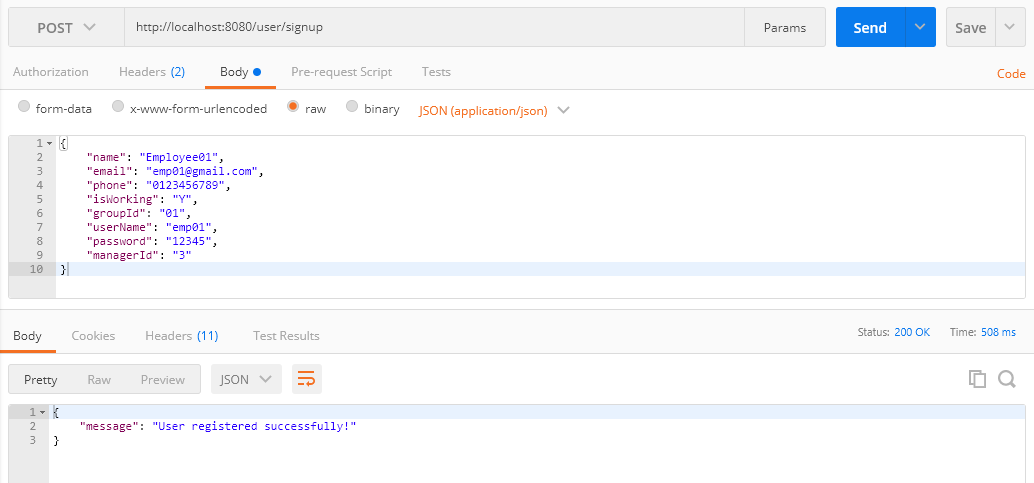 POST http://localhost:8080/user/signup Params Send Save
Authorization Headers (2) Body Pre-request Script Tests Code
form-data x-www-form-urlencoded raw binary JSON (application/json)
1 {
2 "name": "Employee01",
3 "email": "emp01@gmail.com",
4 "phone": "0123456789",
5 "isWorking": "Y",
6 "groupId": "01",
7 "userName": "emp01",
8 "password": "12345",
9 "managerId": "3"
10 }
Body Cookies Headers (11) Test Results Status: 200 OK Time: 508 ms
Pretty Raw Preview JSON
1 {
2 "message": "User registered successfully!"
3 }